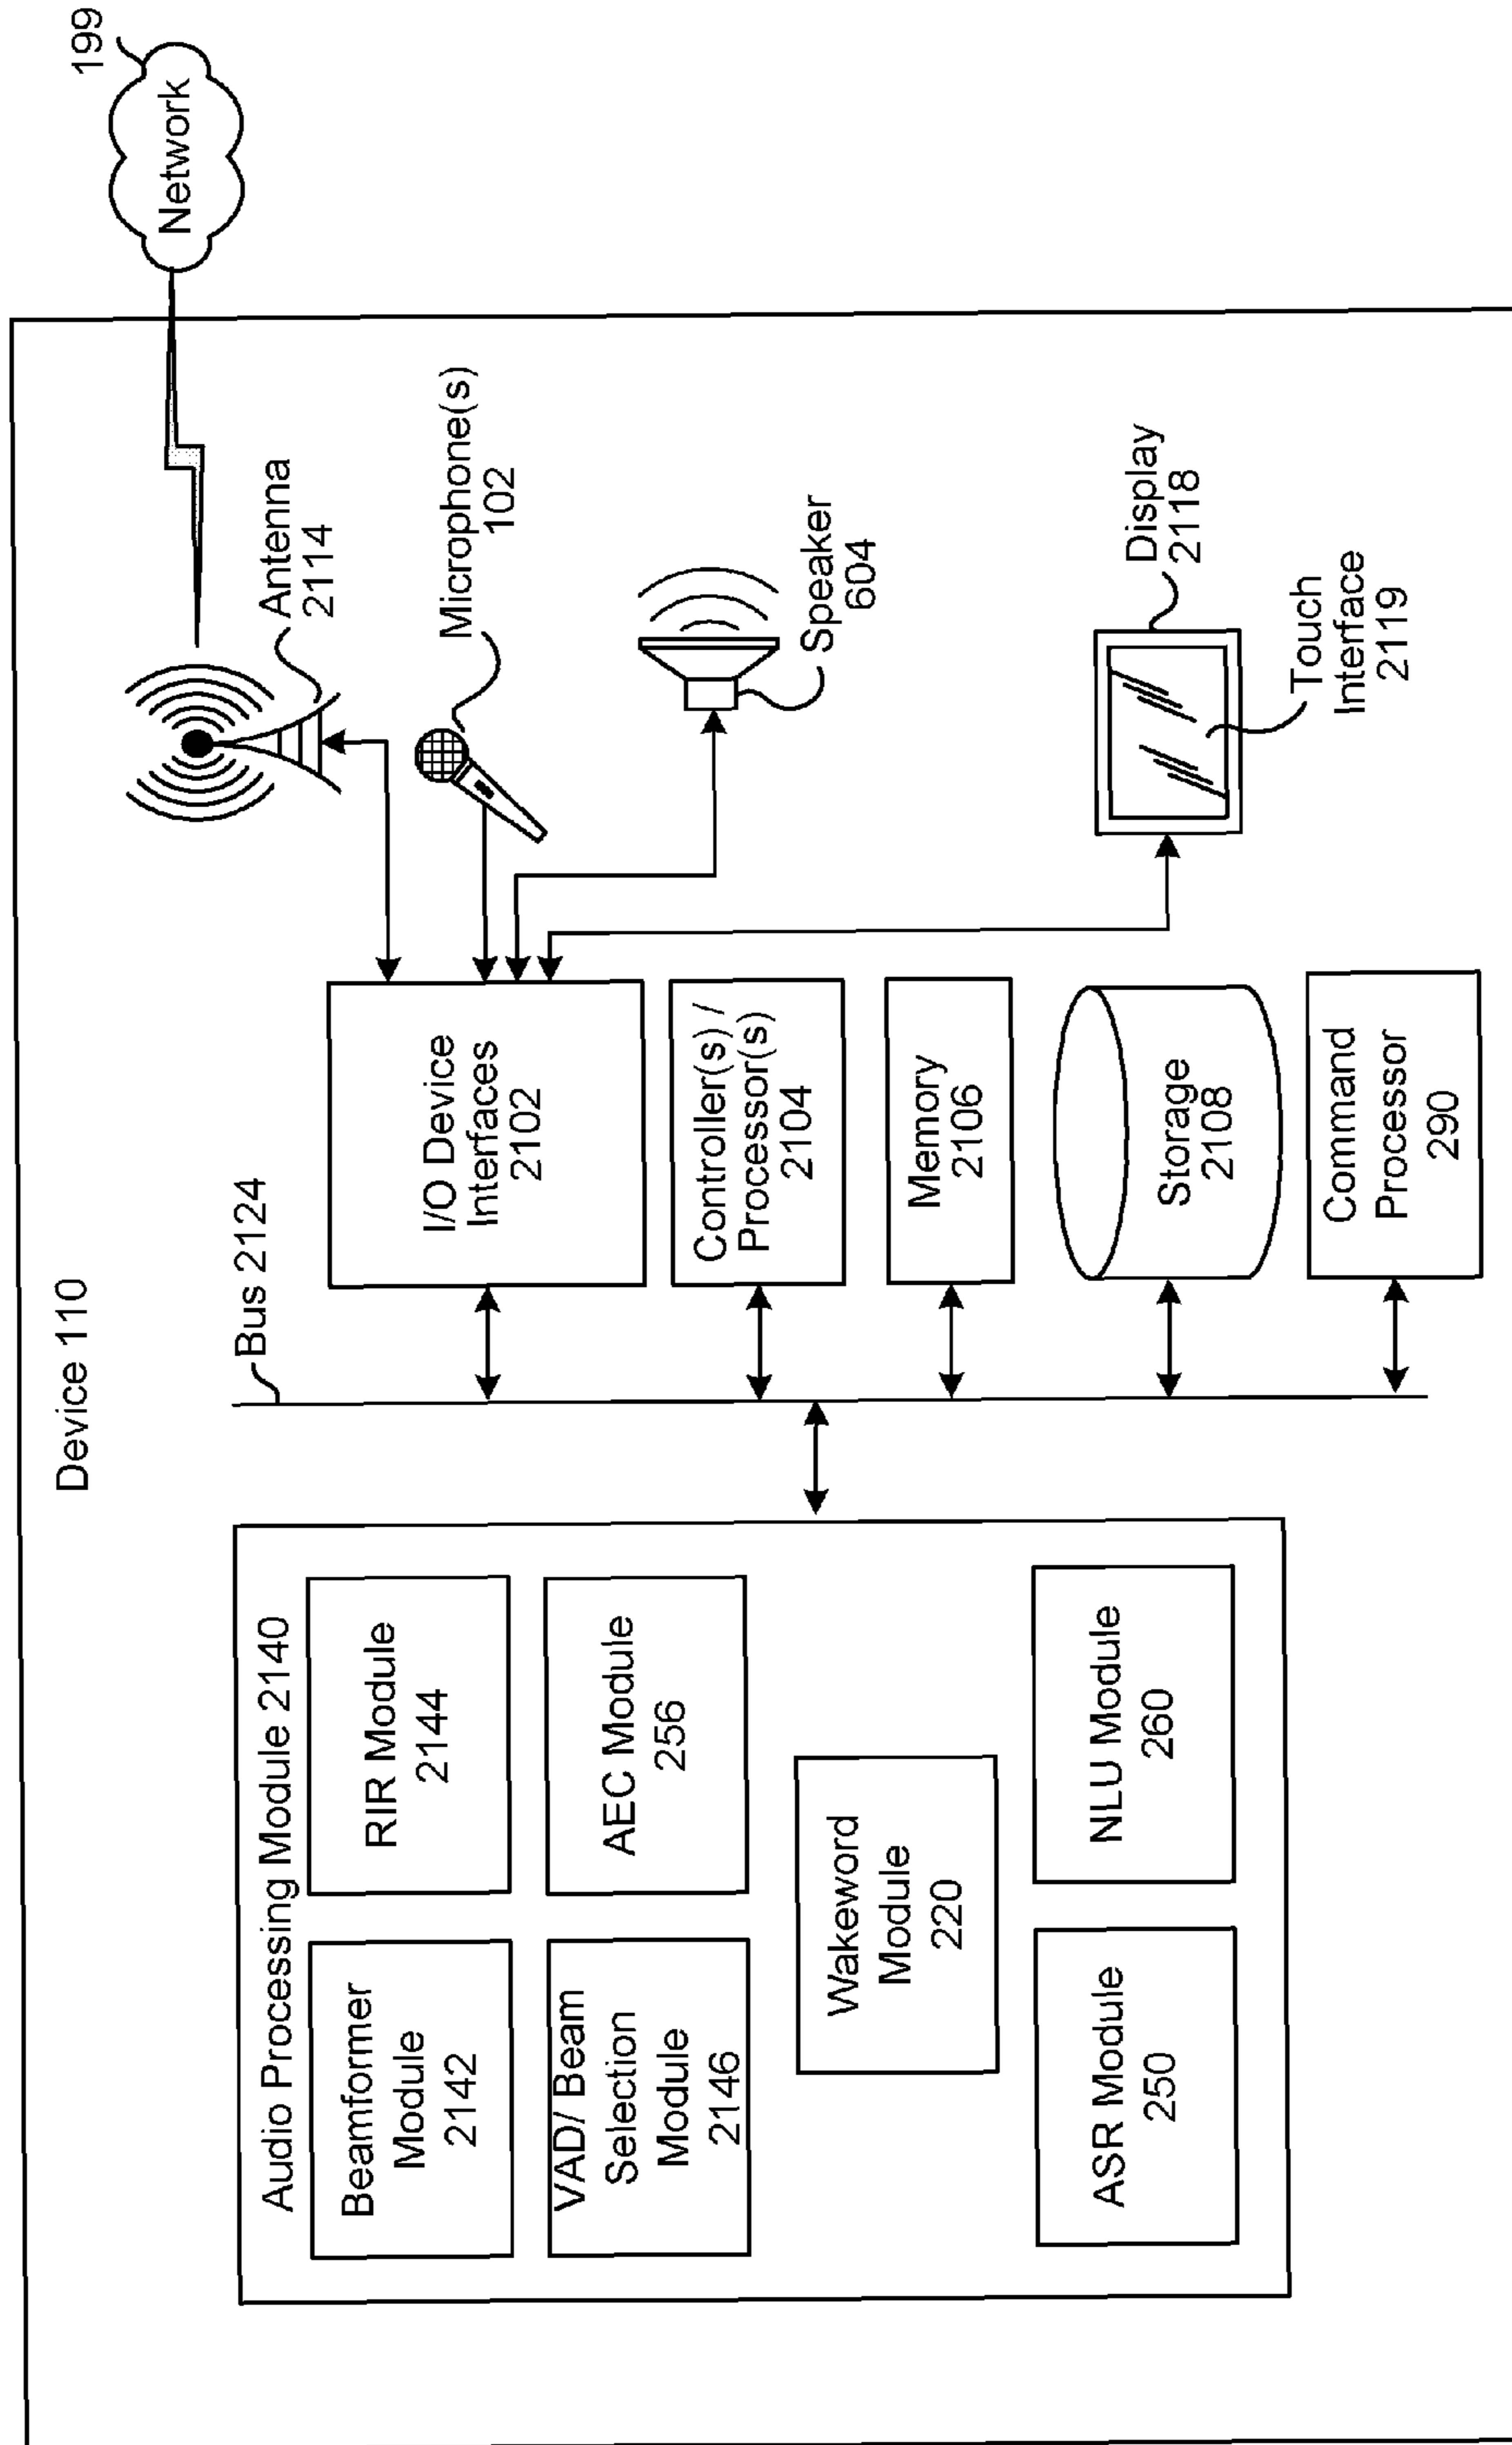 Device 110
199
Network
Bus 2124
Antenna
2114
Audio Processing Module 2140
Beamformer
Module
2142
RIR Module
2144
I/O Device
Interfaces
2102
Microphone(s)
102
VAD/ Beam
Selection
Module
2146
AEC Module
256
Controller(s) /
Processor(s)
2104
Speaker
604
Wakeword
Module
220
Memory
2106
ASR Module
250
NLU Module
260
Storage
2108
Display
2118
Touch
Interface
2119
Command
Processor
290